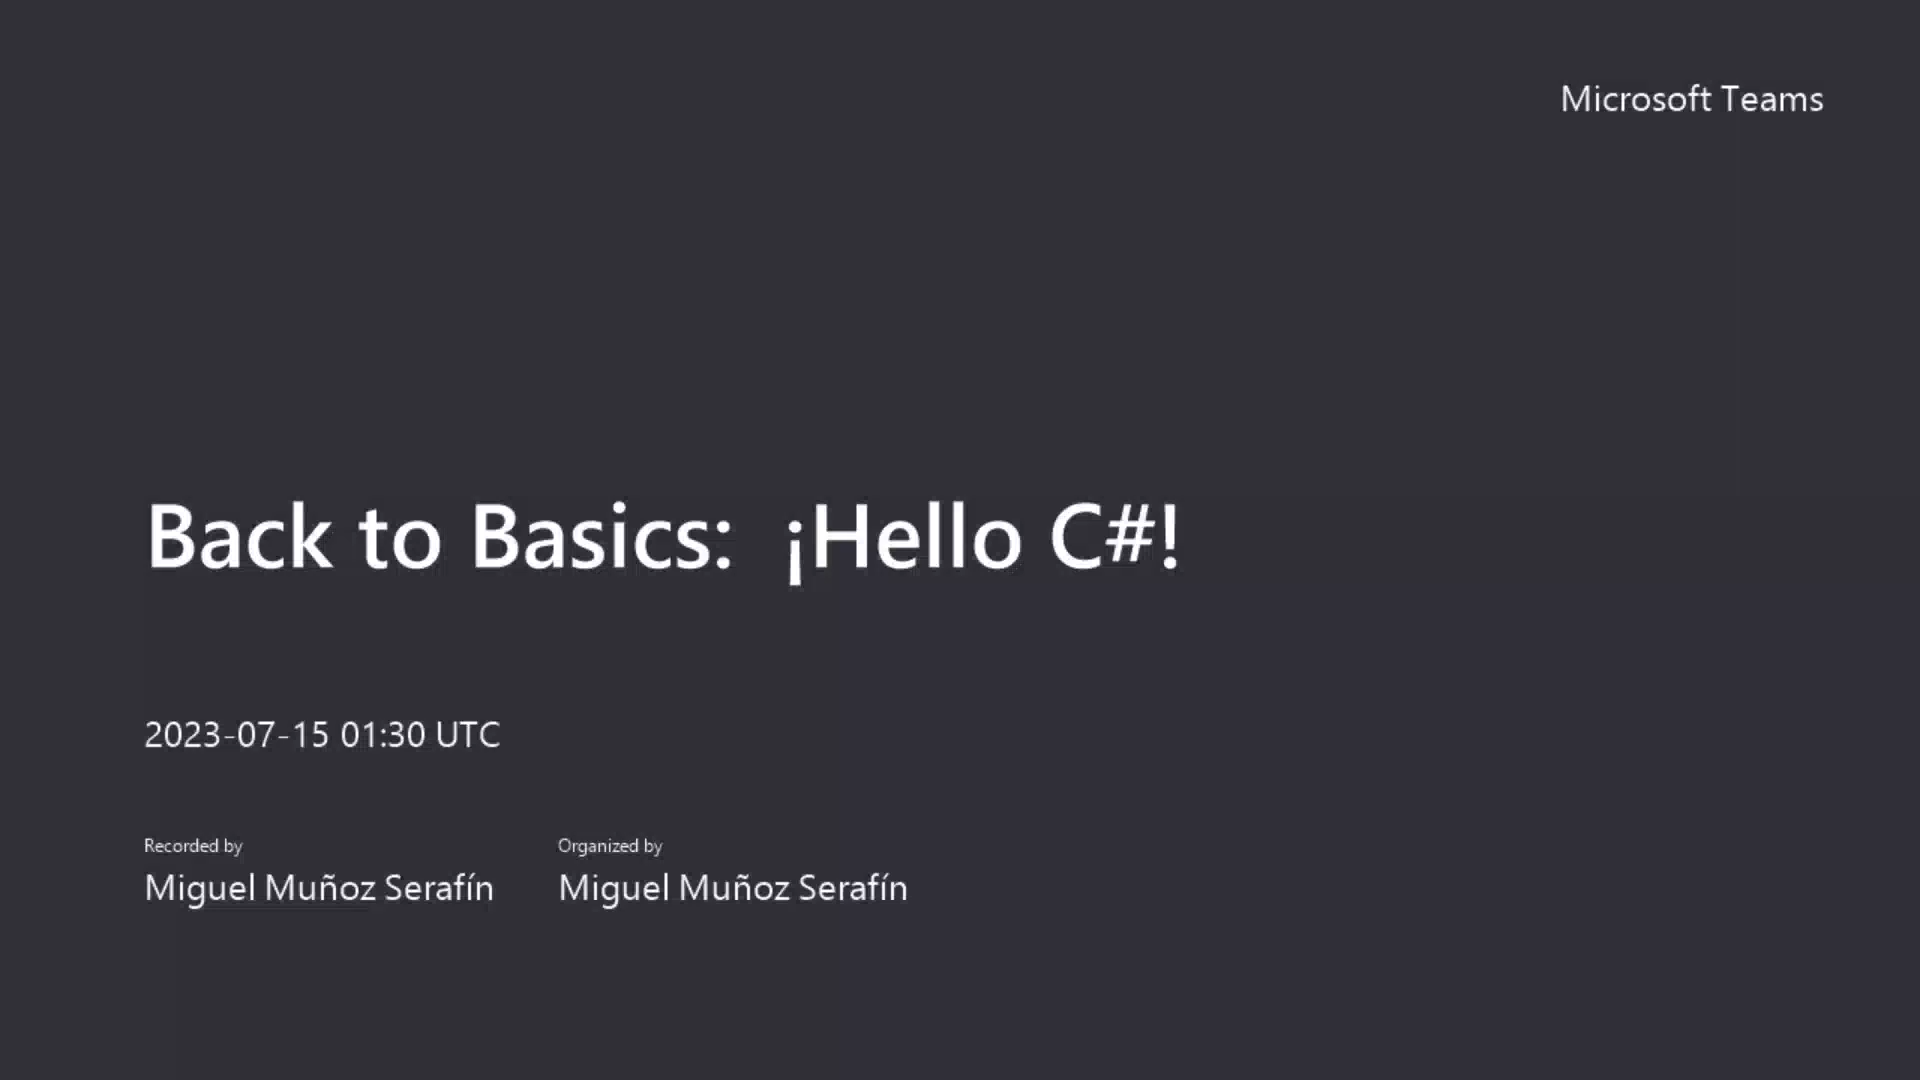 Microsoft Teams
Back to Basics:  ¡Hello C#!
2023-07-15 01:30 UTC
Recorded by
Miguel Muñoz Serafín
Organized by
Miguel Muñoz Serafín